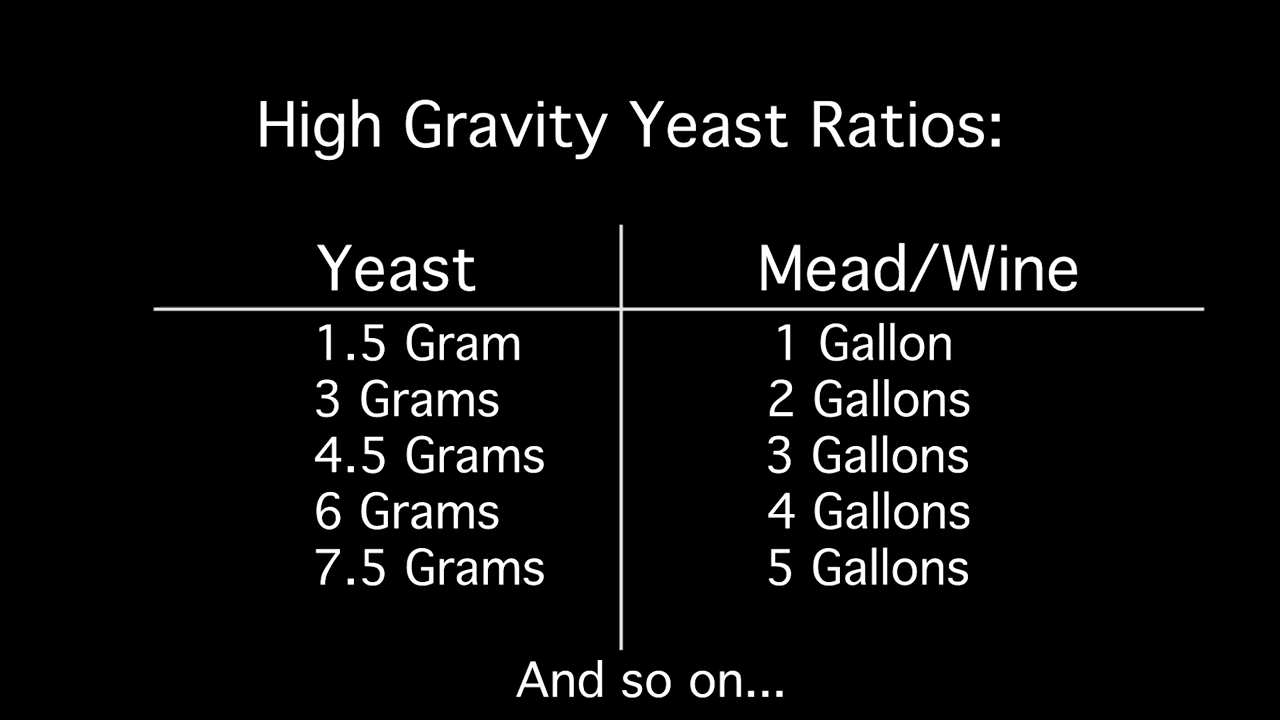 High Gravity Yeast Ratios:
Yeast Mead/Wine
1.5 Gram 1 Gallon
3 Grams 2 Gallons
4.5 Grams 3 Gallons
6 Grams 4 Gallons
7.5 Grams 5 Gallons
And so on...